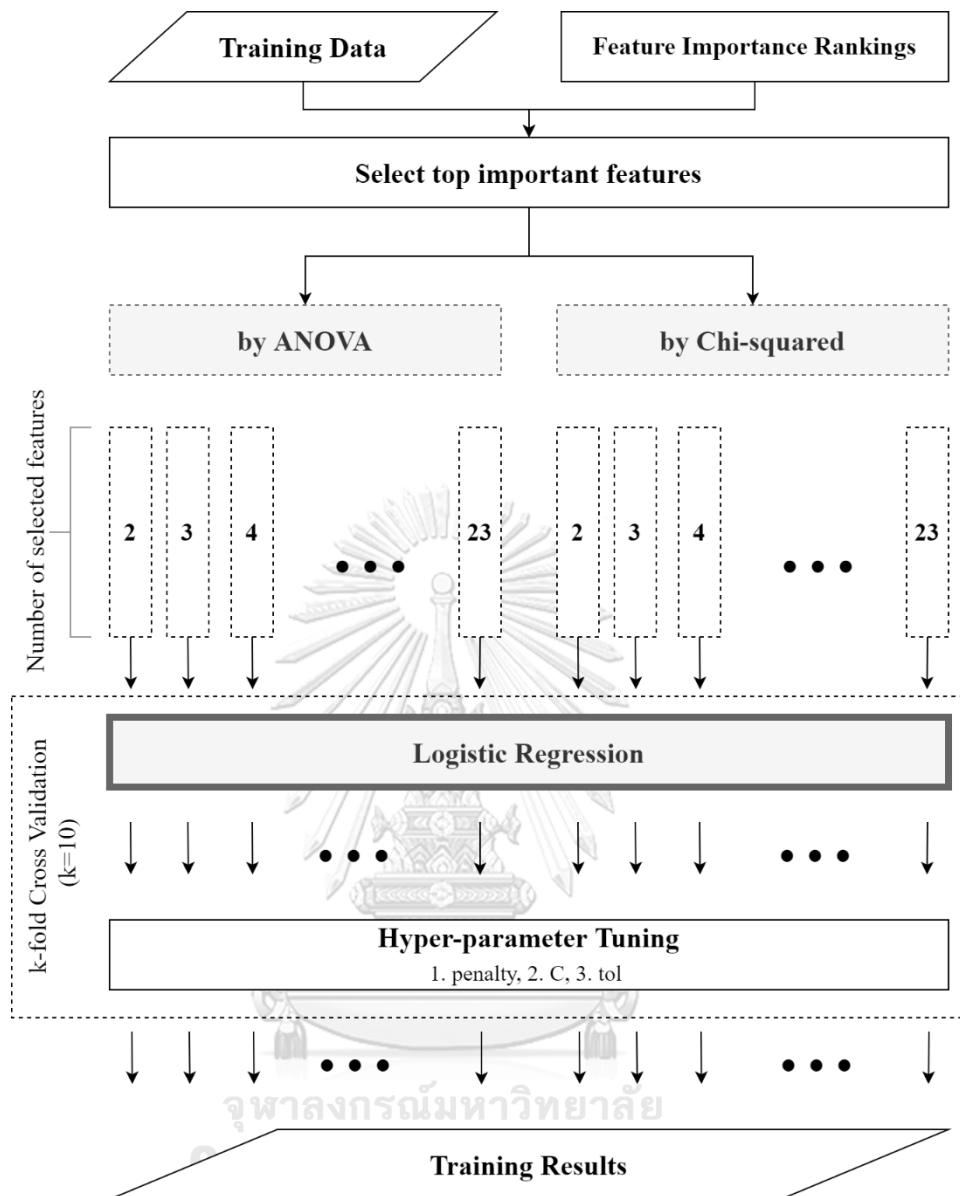 Training Data
Feature Importance Rankings
Select top important features
by ANOVA
by Chi-squared
Number of selected features
2 3 4 23 2 3 4 23
Logistic Regression
k-fold Cross Validation
(k=10)
Hyper-parameter Tuning
1. penalty, 2. C, 3. tol
จุฬาลงกรณ์มหาวิทยาลัย
Training Results